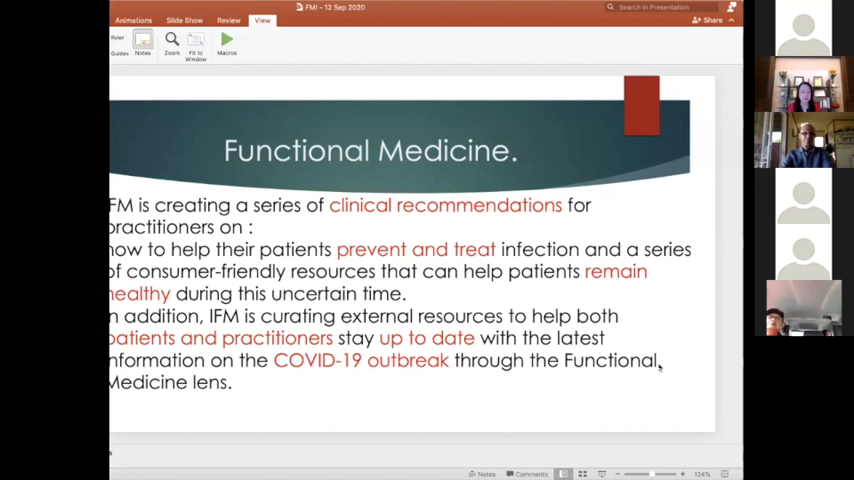 FMI - 12 Sep 2020
Search in Presentation
Animations Slide Show Review View
Share
Ruler
Guides
Notes
Zoom
Fit to
Window
Macros
Functional Medicine.
FM is creating a series of clinical recommendations for
practitioners on :
how to help their patients prevent and treat infection and a series
of consumer-friendly resources that can help patients remain
healthy during this uncertain time.
n addition, IFM is curating external resources to help both
patients and practitioners stay up to date with the latest
nformation on the COVID-19 outbreak through the Functional
Medicine lens.
Notes Comments 124%